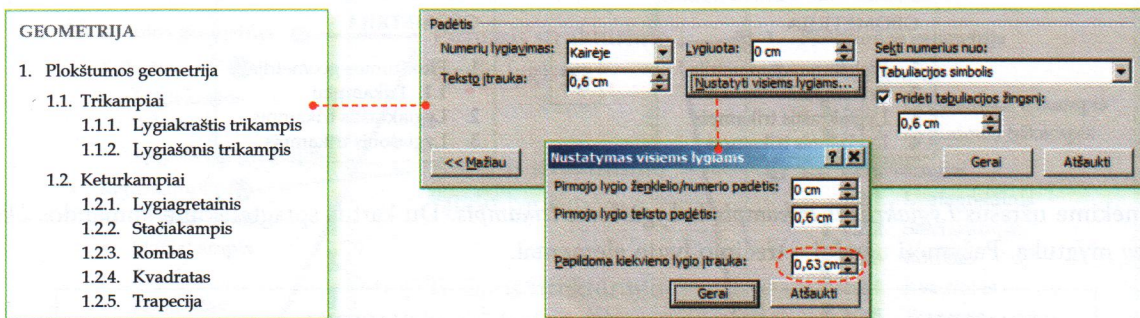 GEOMETRIJA
1. Plokštumos geometrija
1.1. Trikampiai
1.1.1. Lygiakraštis trikampis
1.1.2. Lygiašonis trikampis
1.2. Keturkampiai
1.2.1. Lygiagretainis
1.2.2. Stačiakampis
1.2.3. Rombas
1.2.4. Kvadratas
1.2.5. Trapecija
Padėtis
Numerių lygiavimas: Kairėje Lygiuota: 0 cm Sekti numerius nuo:
Teksto įtrauka: 0,6 cm Nustatyti visiems lygiams... Tabuliacijos simbolis
Pridėti tabuliacijos žingsnį:
0,6 cm
<< Mažiau Gerai Atšaukti
Nustatymas visiems lygiams
Pirmojo lygio ženklelio/numerio padėtis: 0 cm
Pirmojo lygio teksto padėtis: 0,6 cm
Papildoma kiekvieno lygio įtrauka: 0,63 cm
Gerai Atšaukti